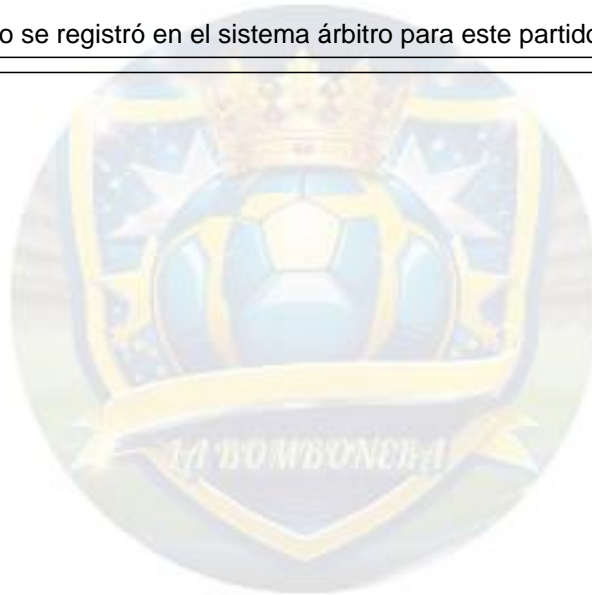 o se registró en el sistema árbitro para este partido
LA BOMBONERA